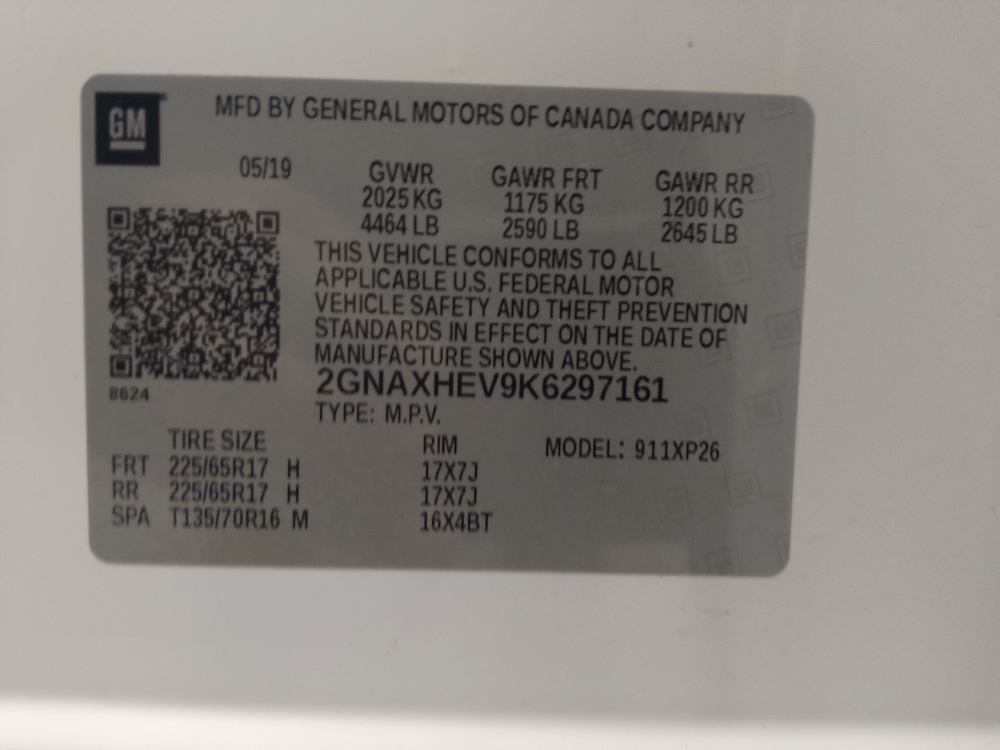 GM
MFD BY GENERAL MOTORS OF CANADA COMPANY
05/19 GVWR GAWR FRT GAWR RR
2025 KG 1175 KG 1200 KG
4464 LB 2590 LB 2645 LB
THIS VEHICLE CONFORMS TO ALL
APPLICABLE U.S. FEDERAL MOTOR
VEHICLE SAFETY AND THEFT PREVENTION
STANDARDS IN EFFECT ON THE DATE OF
MANUFACTURE SHOWN ABOVE.
8624
2GNAXHEV9K6297161
TYPE: M.P.V.
TIRE SIZE RIM MODEL: 911XP26
FRT 225/65R17 H 17X7J
RR 225/65R17 H 17X7J
SPA T135/70R16 M 16X4BT